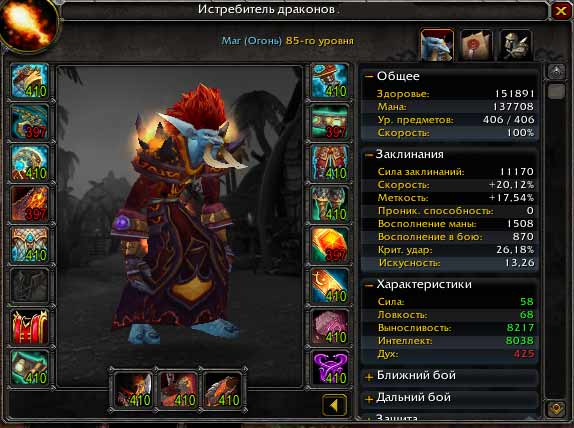 Истребитель драконов.
Маг (Огонь) 85-го уровня
410
397
410
397
410
410
410
410
397
410
410
397
410
410
410
410
410
410
Общее
Здоровье: 151891
Мана: 137708
Ур. предметов: 406 / 406
Скорость: 100%
Заклинания
Сила заклинаний: 11170
Скорость: +20,12%
Меткость: +17,54%
Проник. способность: 0
Восполнение маны: 1508
Восполнение в бою: 870
Крит. удар: 26,18%
Искусность: 13,26
Характеристики
Сила: 58
Ловкость: 68
Выносливость: 8217
Интеллект: 8038
Дух: 425
Ближний бой
Дальний бой
Защита